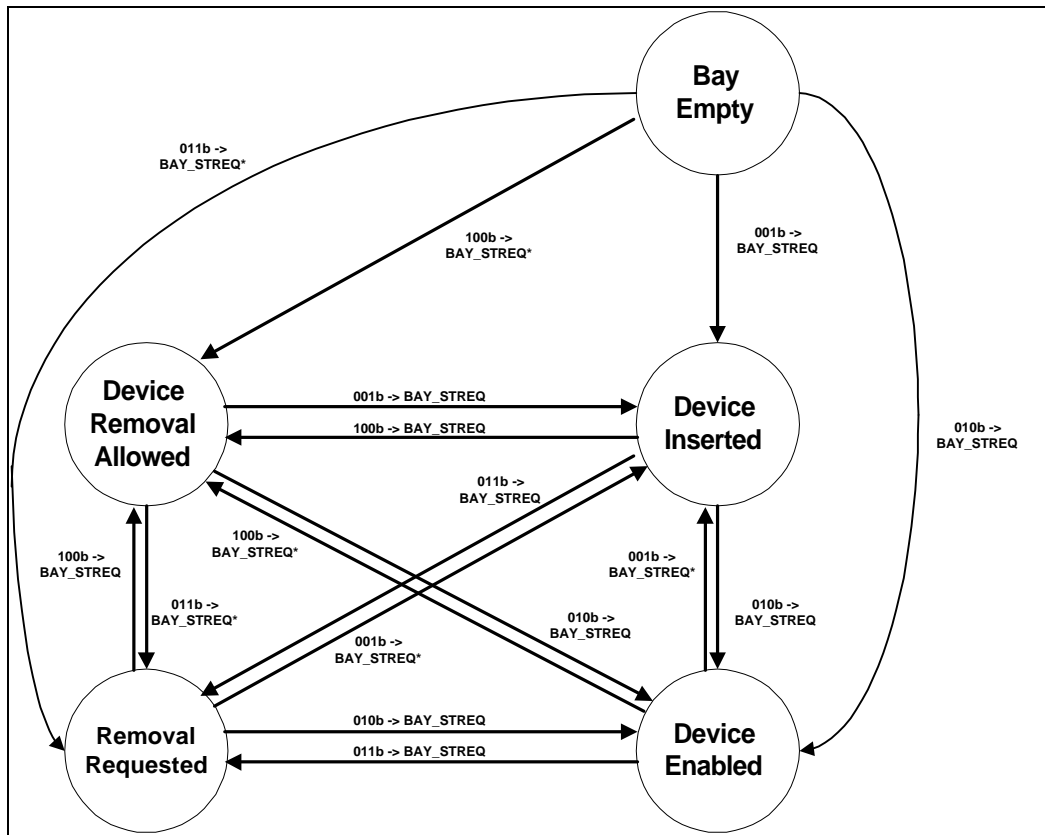 Bay
Empty
011b ->
BAY_STREQ*
100b ->
BAY_STREQ*
001b ->
BAY_STREQ
010b ->
BAY_STREQ
Device
Removal
Allowed
001b -> BAY_STREQ
100b -> BAY_STREQ
Device
Inserted
011b ->
BAY_STREQ
100b ->
BAY_STREQ*
100b ->
BAY_STREQ
001b ->
BAY_STREQ*
011b ->
BAY_STREQ*
010b ->
BAY_STREQ
010b ->
BAY_STREQ
001b ->
BAY_STREQ*
Removal
Requested
010b -> BAY_STREQ
011b -> BAY_STREQ
Device
Enabled